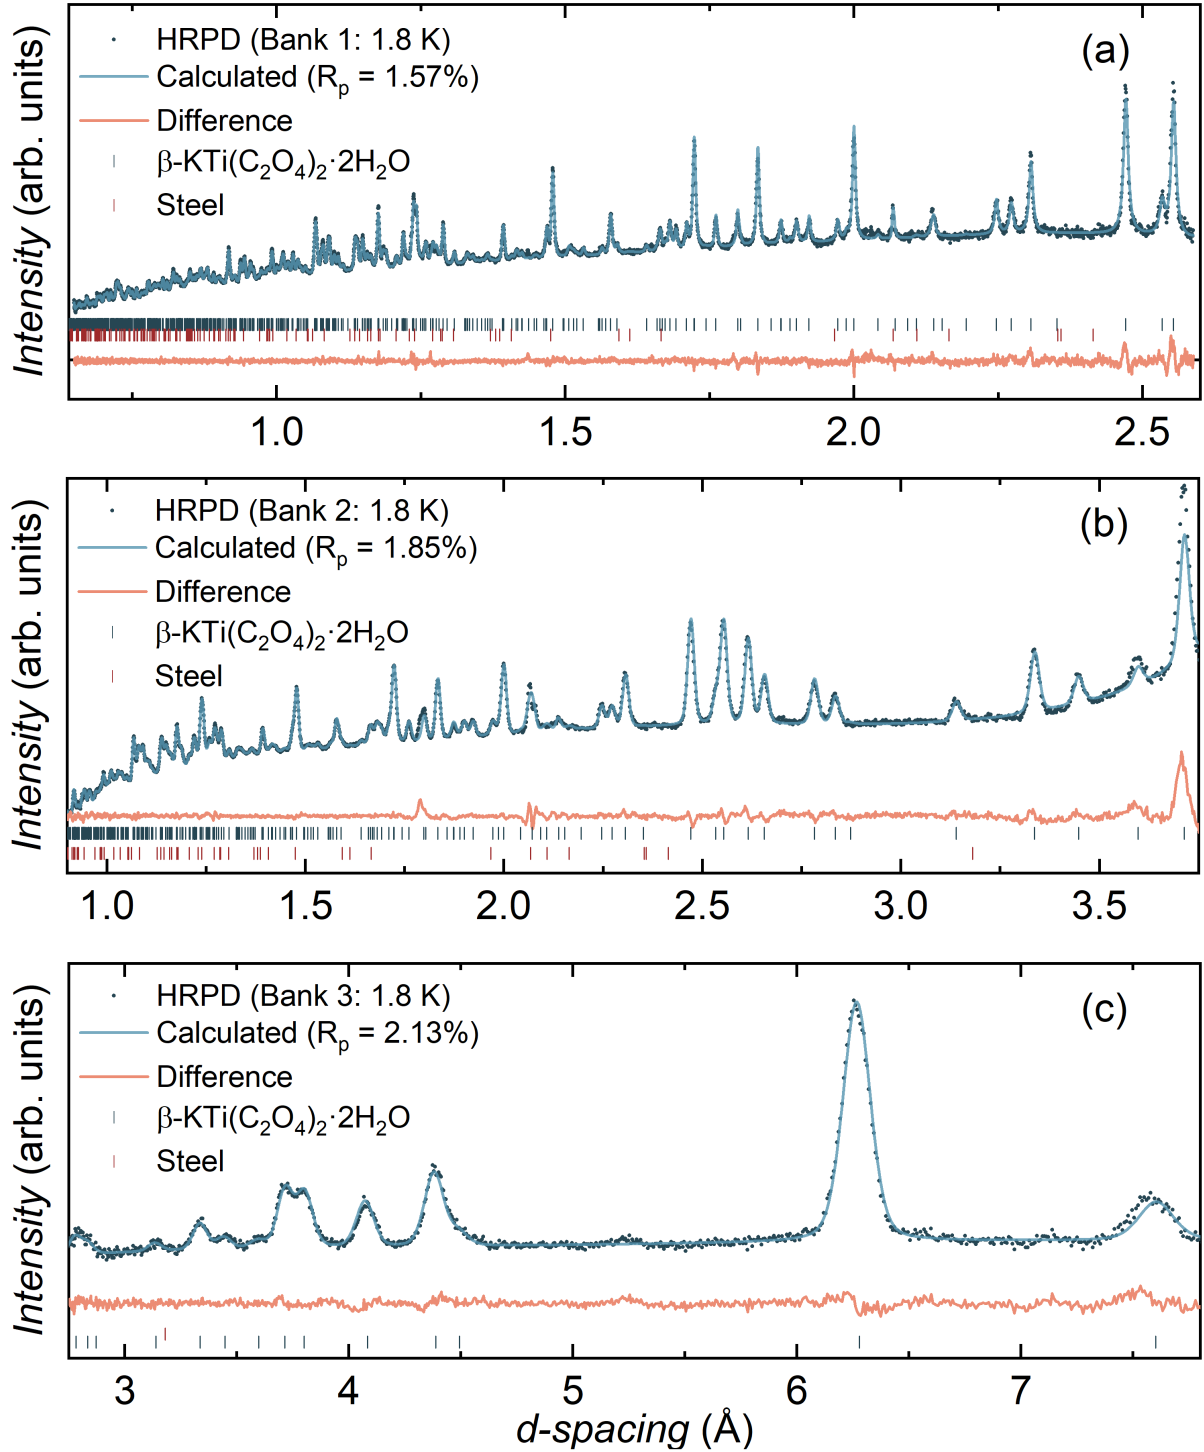 Intensity (arb. units)
HRPD (Bank 1: 1.8 K)
Calculated (Rp = 1.57%)
Difference
β-KTi(C2O4)2·2H2O
Steel
(a)
1.0 1.5 2.0 2.5
Intensity (arb. units)
HRPD (Bank 2: 1.8 K)
Calculated (Rp = 1.85%)
Difference
β-KTi(C2O4)2·2H2O
Steel
(b)
1.0 1.5 2.0 2.5 3.0 3.5
Intensity (arb. units)
HRPD (Bank 3: 1.8 K)
Calculated (Rp = 2.13%)
Difference
β-KTi(C2O4)2·2H2O
Steel
(c)
3 4 5 6 7
d-spacing (Å)